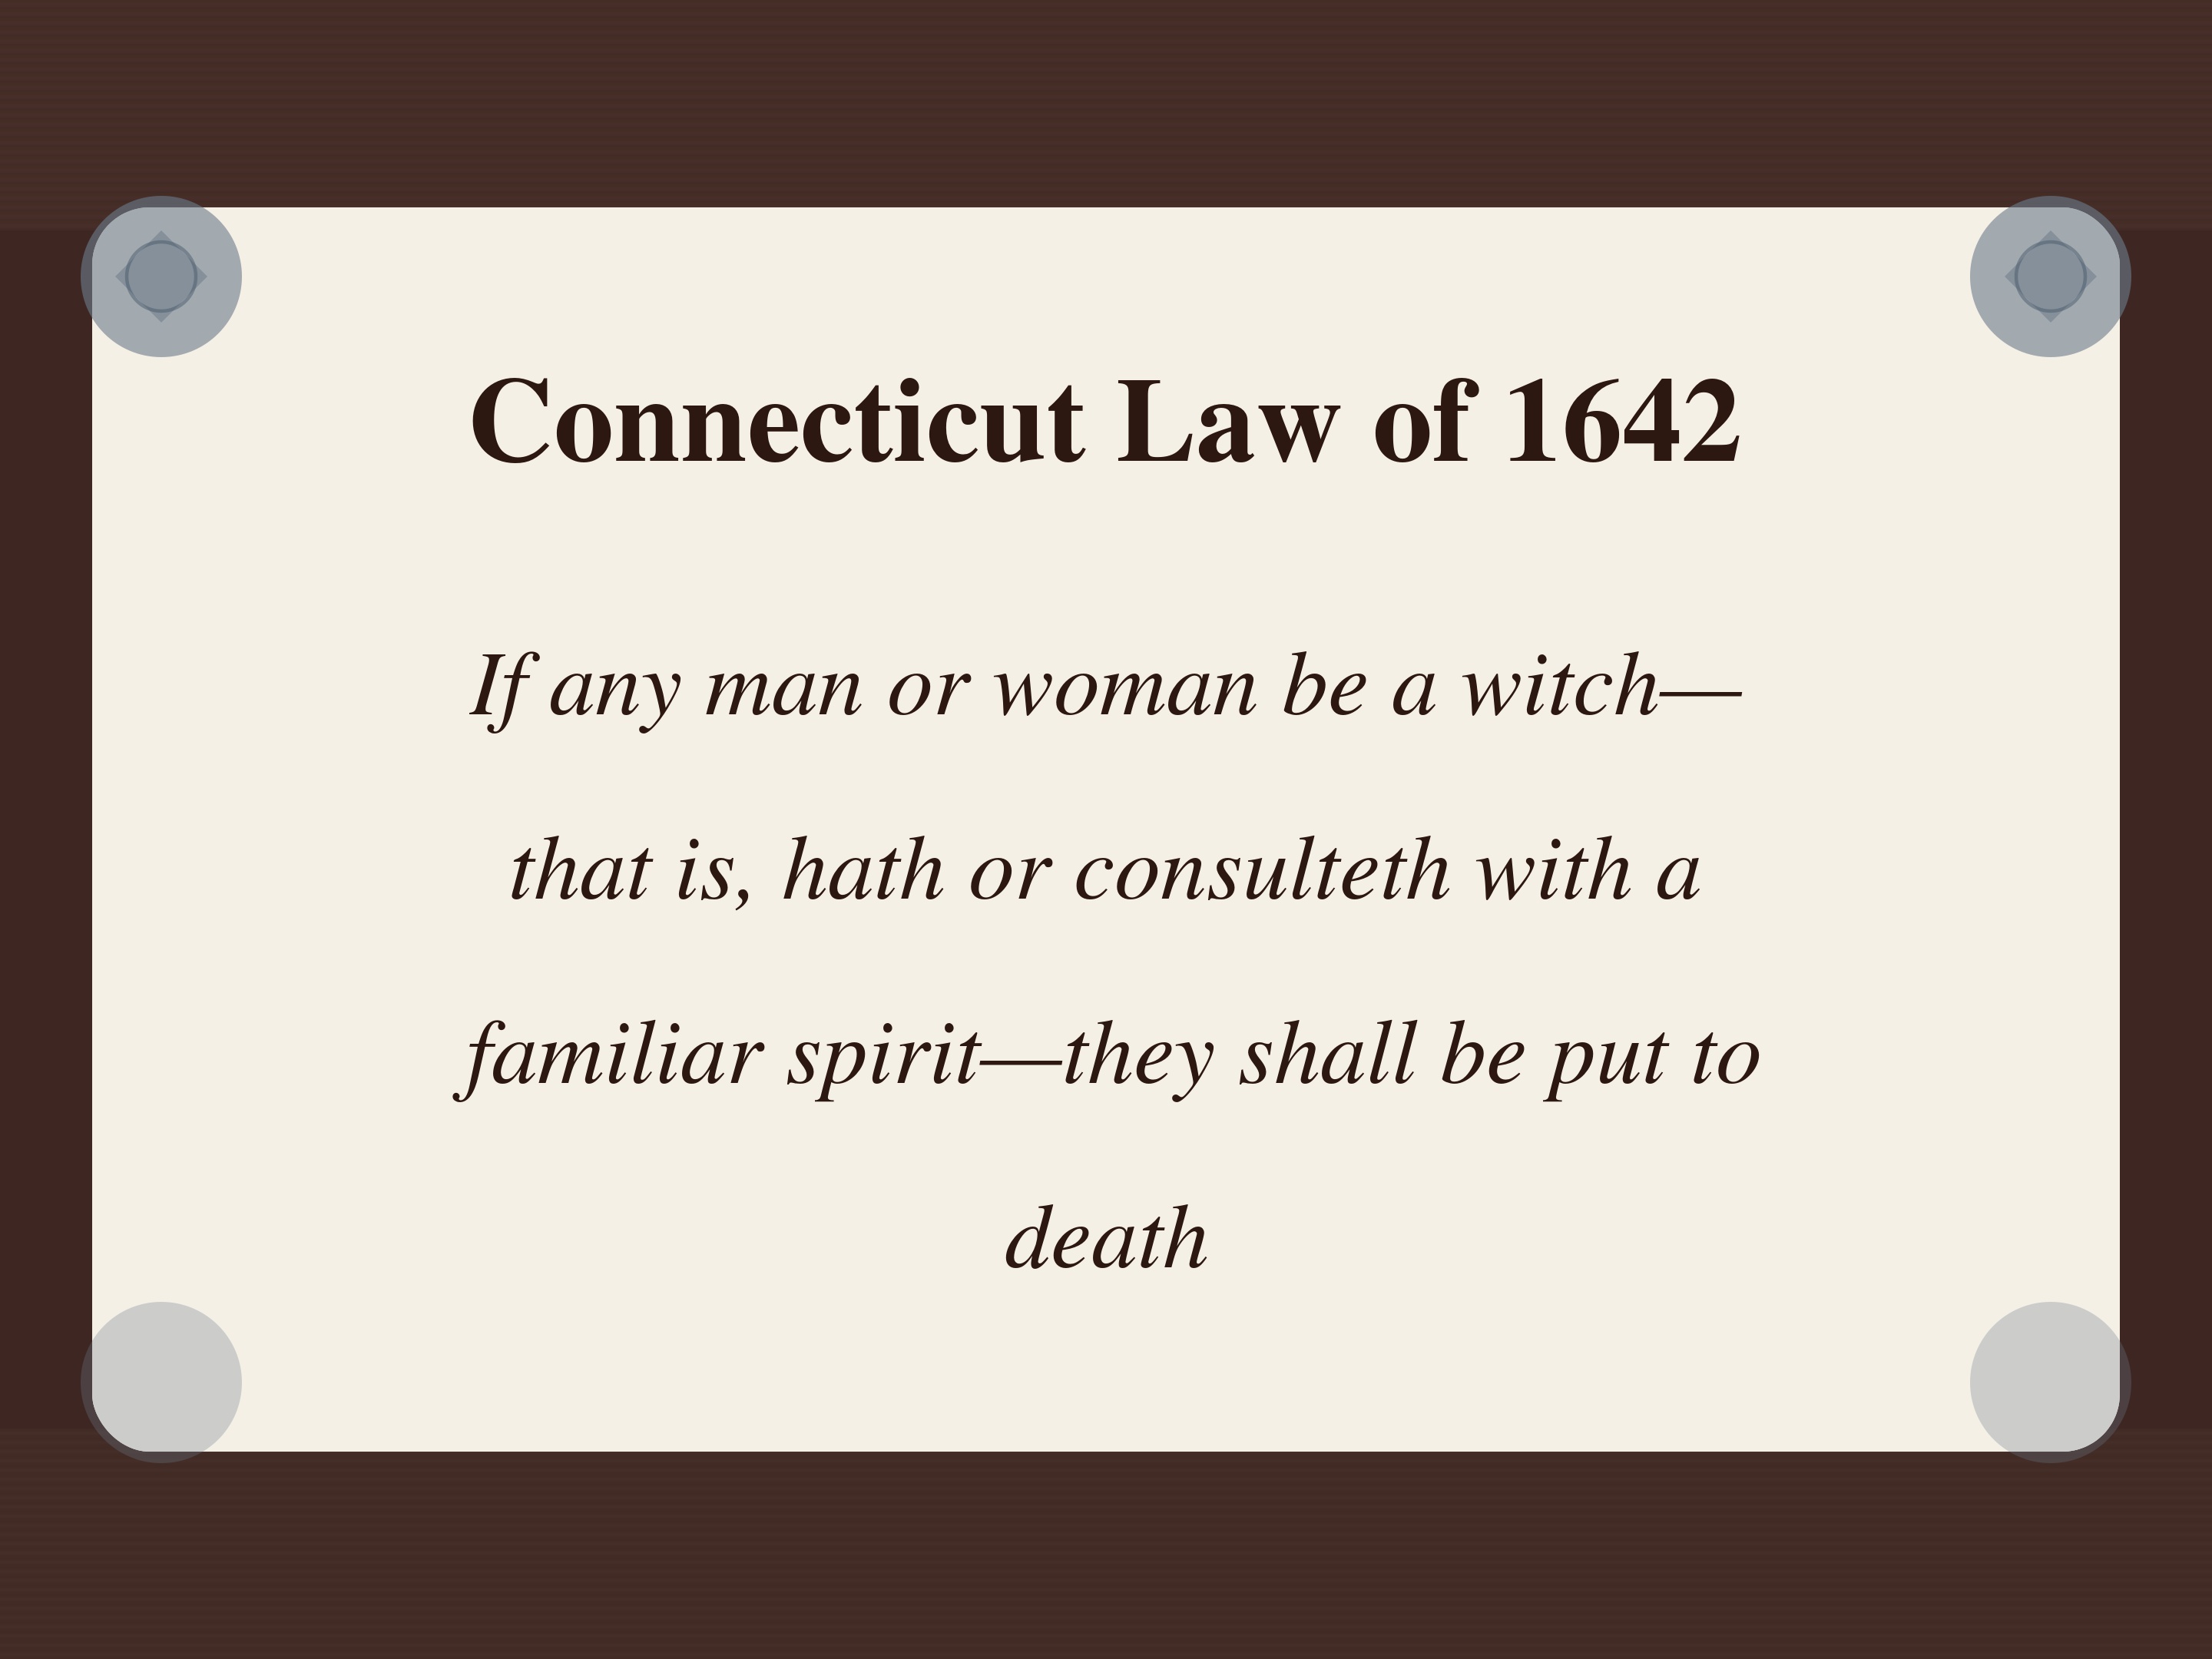 Connecticut Law of 1642
If any man or woman be a witch—
that is, hath or consulteth with a
familiar spirit—they shall be put to
death